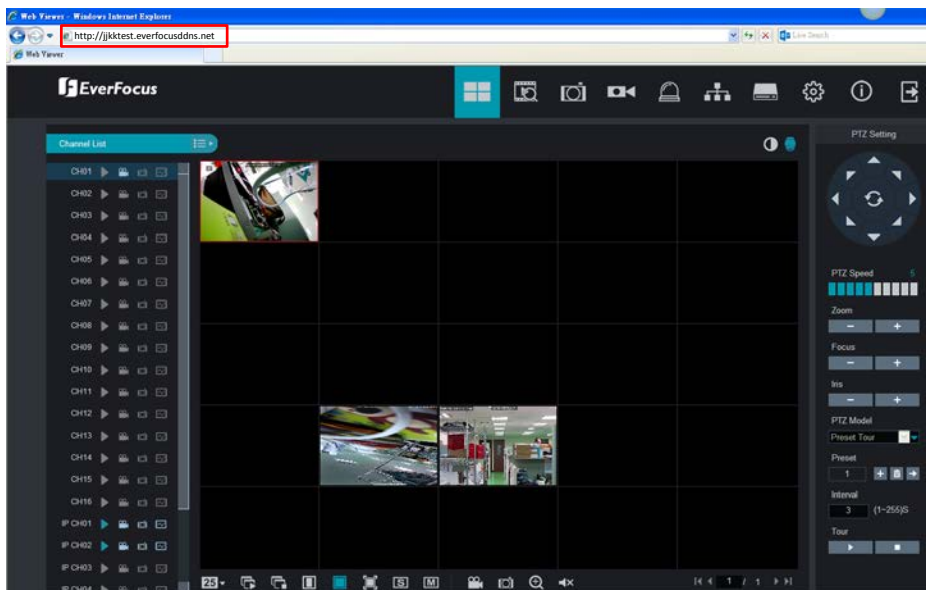 Web Viewer - Windows Internet Explorer
http://jjkktest.everfocusddns.net
Live Search
Web Viewer
EverFocus
Channel List
PTZ Setting
CH01
CH02
CH03
CH04
CH05
CH06
CH07
CH08
CH09
CH10
CH11
CH12
CH13
CH14
CH15
CH16
IP CH01
IP CH02
IP CH03
IP CH04
PTZ Speed 5
Zoom
- +
Focus
- +
Iris
- +
PTZ Model
Preset Tour
Preset
1
Interval
3 (1~255)S
Tour
25 S M 1 / 1